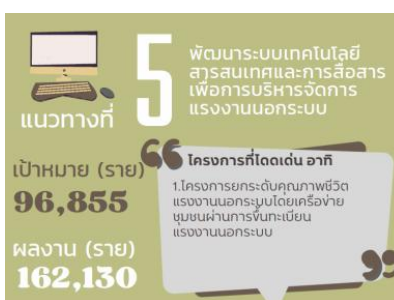 แนวทางที่
5
พัฒนาระบบเทคโนโลยี
สารสนเทศและการสื่อสาร
เพื่อการบริหารจัดการ
แรงงานนอกระบบ
เป้าหมาย (ราย)
96,855
ผลงาน (ราย)
162,130
โครงการที่โดดเด่น อาทิ
1.โครงการยกระดับคุณภาพชีวิต
แรงงานนอกระบบโดยเครือข่าย
ชุมชนผ่านการขึ้นทะเบียน
แรงงานนอกระบบ